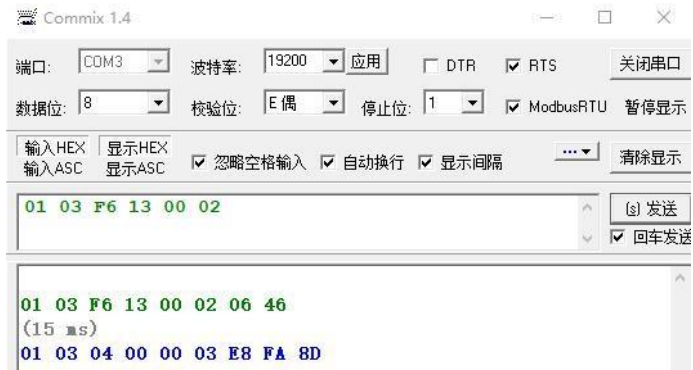 Commix 1.4
端口: COM3 波特率: 19200 应用 DTR RTS 关闭串口
数据位: 8 校验位: E 偶 停止位: 1 ModbusRTU 暂停显示
输入HEX 显示HEX
输入ASC 显示ASC
忽略空格输入 自动换行 显示间隔 ... 清除显示
01 03 F6 13 00 02 (s) 发送
回车发送
01 03 F6 13 00 02 06 46
(15 ms)
01 03 04 00 00 03 E8 FA 8D